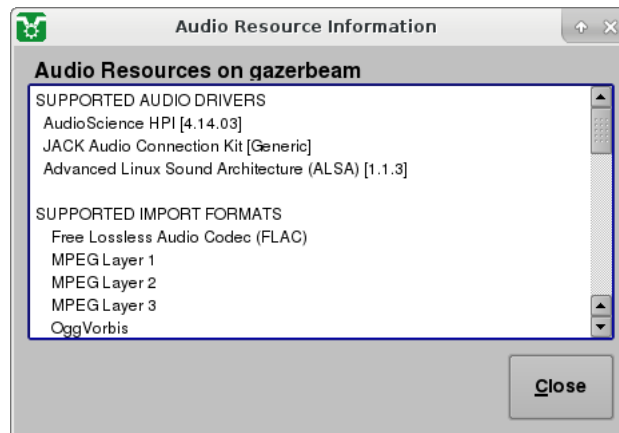 Audio Resource Information
Audio Resources on gazerbeam
SUPPORTED AUDIO DRIVERS
AudioScience HPI [4.14.03]
JACK Audio Connection Kit [Generic]
Advanced Linux Sound Architecture (ALSA) [1.1.3]
SUPPORTED IMPORT FORMATS
Free Lossless Audio Codec (FLAC)
MPEG Layer 1
MPEG Layer 2
MPEG Layer 3
OggVorbis
Close